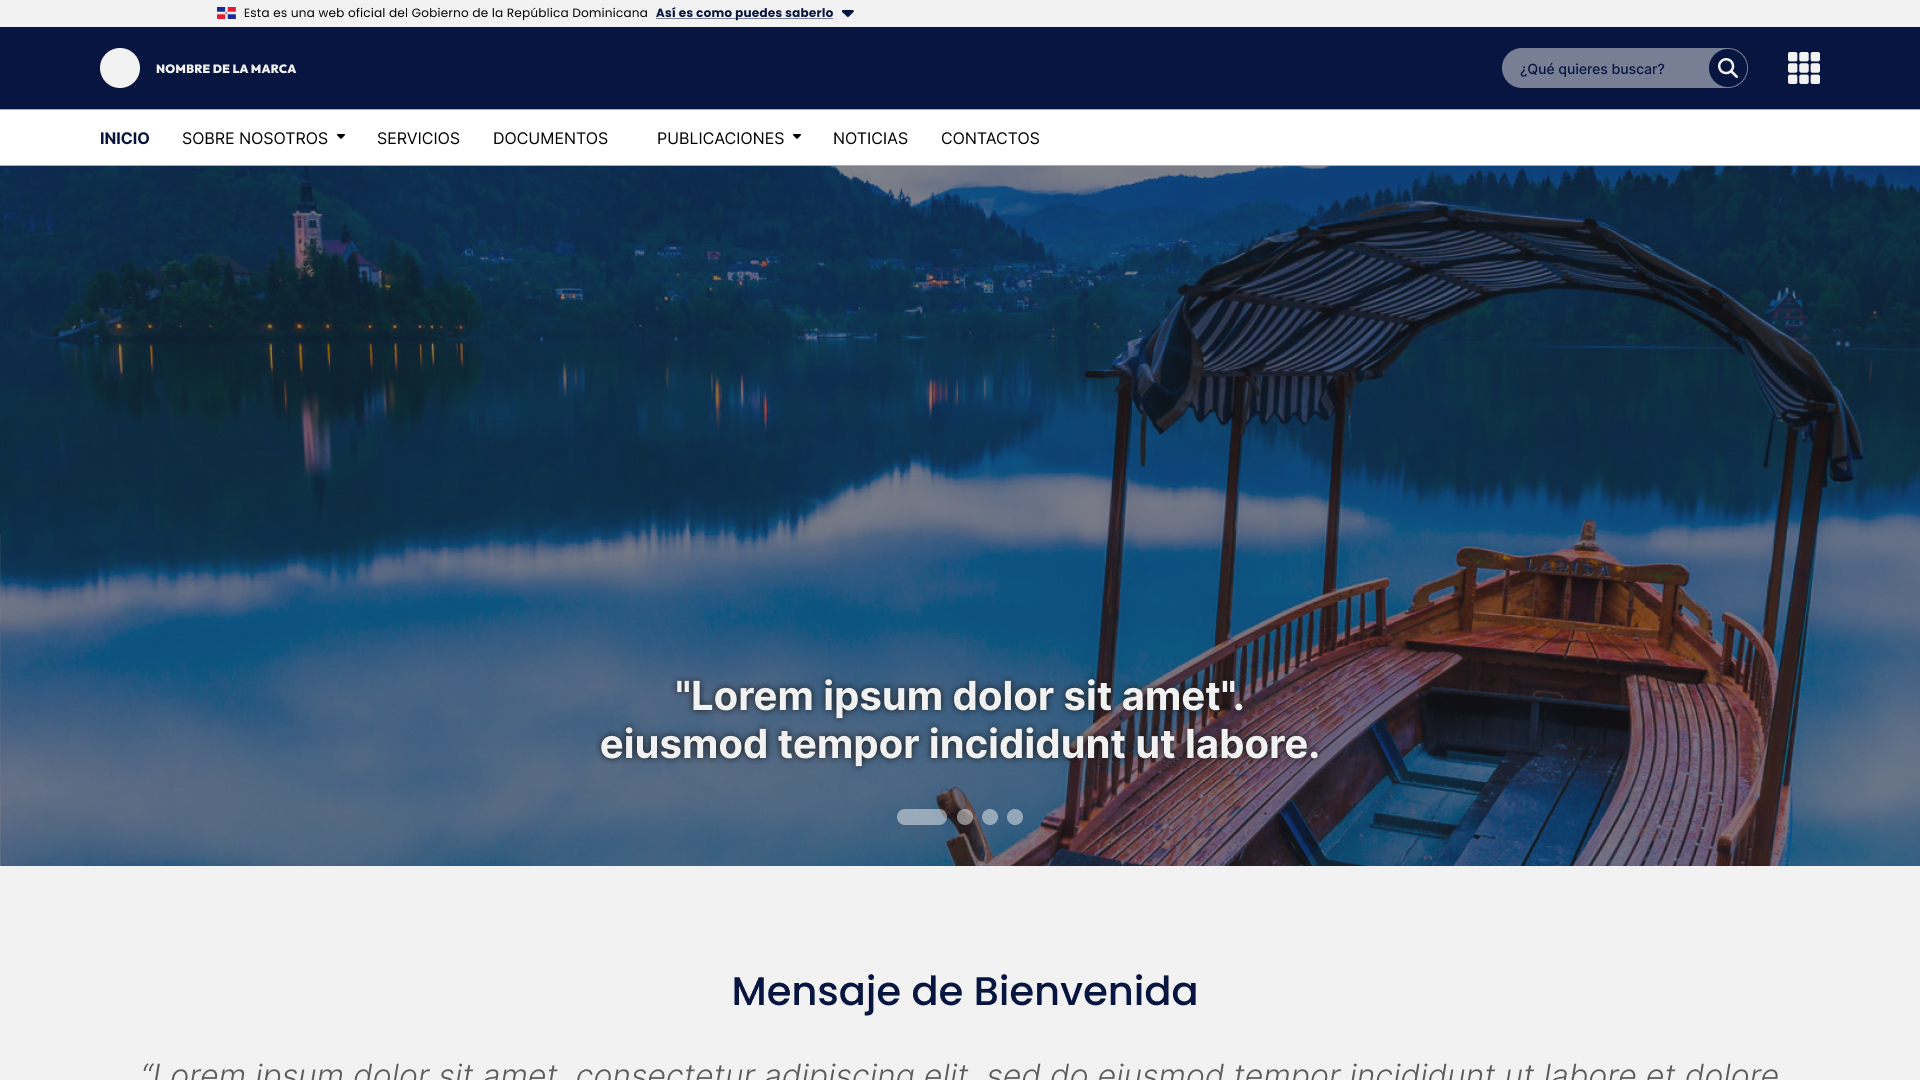 Esta es una web oficial del Gobierno de la República Dominicana Así es como puedes saberlo
NOMBRE DE LA MARCA
¿Qué quieres buscar?
INICIO SOBRE NOSOTROS SERVICIOS DOCUMENTOS PUBLICACIONES NOTICIAS CONTACTOS
"Lorem ipsum dolor sit amet".
eiusmod tempor incididunt ut labore.
Mensaje de Bienvenida
“Lorem ipsum dolor sit amet, consectetur adipiscing elit, sed do eiusmod tempor incididunt ut labore et dolore